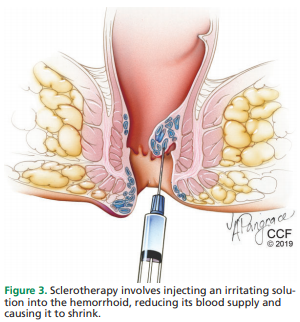 JAPangrace
CCF
© 2019
Figure 3. Sclerotherapy involves injecting an irritating solu-
tion into the hemorrhoid, reducing its blood supply and
causing it to shrink.